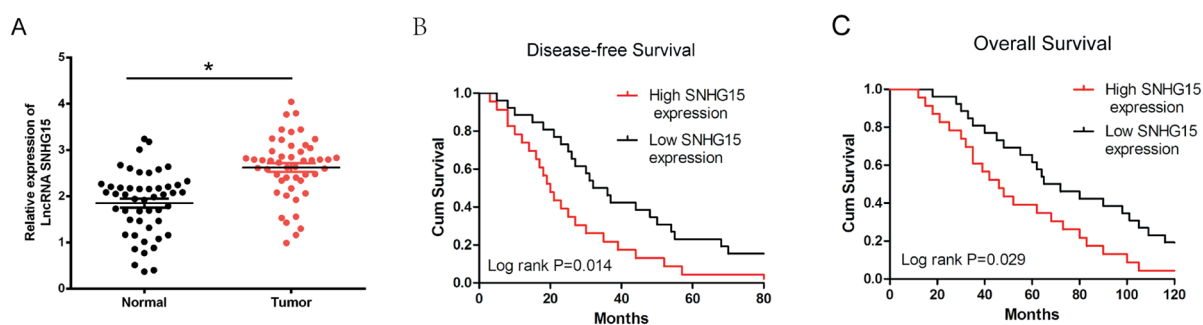 A
Relative expression of
LncRNA SNHG15
5
4
3
2
1
0
*
Normal
Tumor
B
Disease-free Survival
Cum Survival
1.0
0.8
0.6
0.4
0.2
0.0
High SNHG15
expression
Low SNHG15
expression
Log rank P=0.014
0 20 40 60 80
Months
C
Overall Survival
Cum Survival
1.0
0.8
0.6
0.4
0.2
0.0
High SNHG15
expression
Low SNHG15
expression
Log rank P=0.029
0 20 40 60 80 100 120
Months